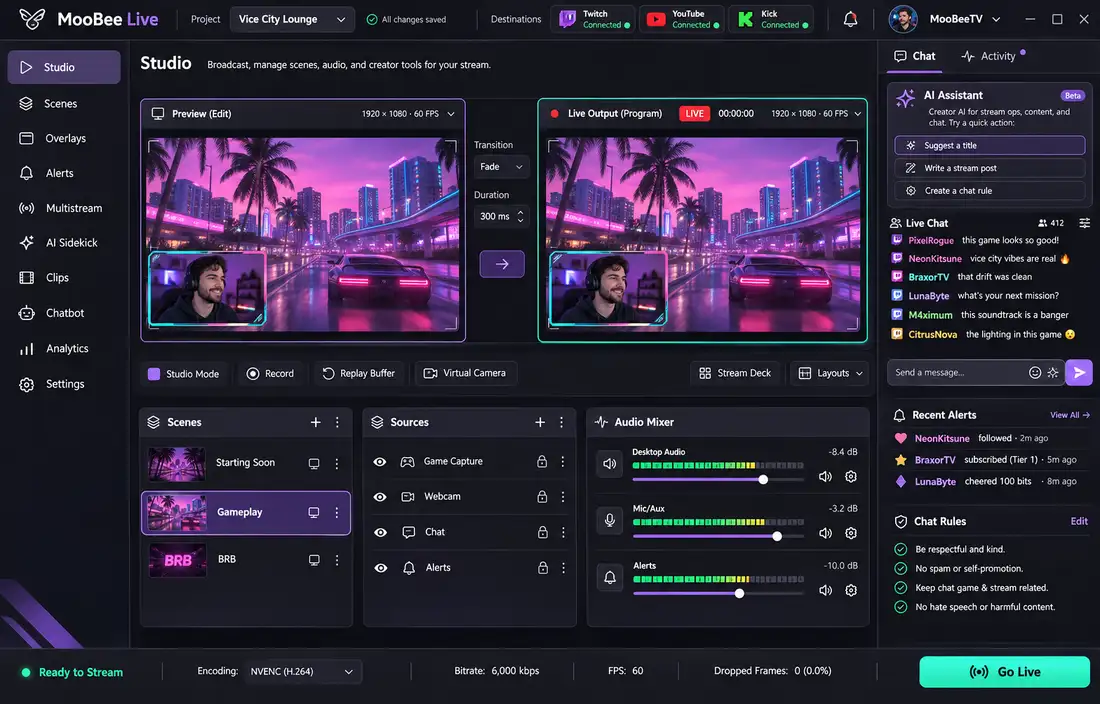 MooBee Live
Project
Vice City Lounge
All changes saved
Destinations
Twitch
Connected
YouTube
Connected
Kick
Connected
MooBeeTV
Studio
Scenes
Overlays
Alerts
Multistream
AI Sidekick
Clips
Chatbot
Analytics
Settings
Studio
Broadcast, manage scenes, audio, and creator tools for your stream.
Preview (Edit)
1920 × 1080 · 60 FPS
Transition
Fade
Duration
300 ms
Live Output (Program)
LIVE
00:00:00
1920 × 1080 · 60 FPS
Studio Mode
Record
Replay Buffer
Virtual Camera
Stream Deck
Layouts
Scenes
Starting Soon
Gameplay
BRB
BRB
Sources
Game Capture
Webcam
Chat
Alerts
Audio Mixer
Desktop Audio
-8.4 dB
Mic/Aux
-3.2 dB
Alerts
-10.0 dB
Chat
Activity
AI Assistant
Beta
Creator AI for stream ops, content, and
chat. Try a quick action:
Suggest a title
Write a stream post
Create a chat rule
Live Chat
412
PixelRogue this game looks so good!
NeonKitsune vice city vibes are real 🔥
BraxorTV that drift was clean
LunaByte what's your next mission?
M4ximum this soundtrack is a banger
CitrusNova the lighting in this game 😮
Send a message...
Recent Alerts
View All →
NeonKitsune followed · 2m ago
BraxorTV subscribed (Tier 1) · 5m ago
LunaByte cheered 100 bits · 8m ago
Chat Rules
Edit
Be respectful and kind.
No spam or self-promotion.
Keep chat game & stream related.
No hate speech or harmful content.
Ready to Stream
Encoding:
NVENC (H.264)
Bitrate: 6,000 kbps
FPS: 60
Dropped Frames: 0 (0.0%)
Go Live